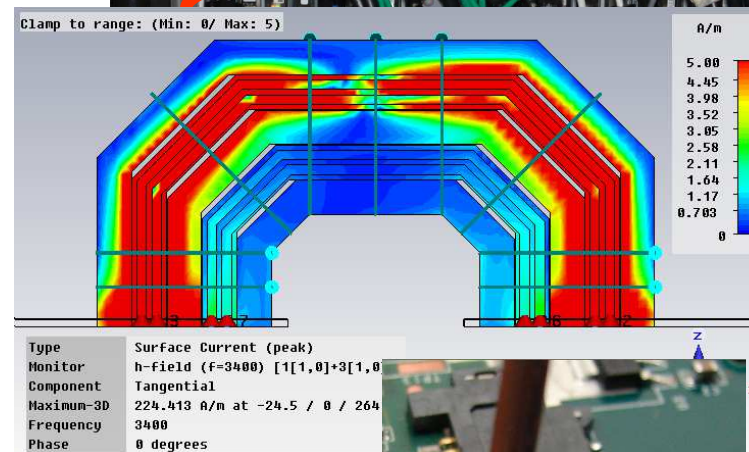 Clamp to range: (Min: 0/ Max: 5)
A/m
5.00
4.45
3.98
3.52
3.05
2.58
2.11
1.64
1.17
0.703
0
z
Type Surface Current (peak)
Monitor h-field (f=3400) [1[1,0]+3[1,0
Component Tangential
Maximum-3D 224.413 A/m at -24.5 / 0 / 264
Frequency 3400
Phase 0 degrees